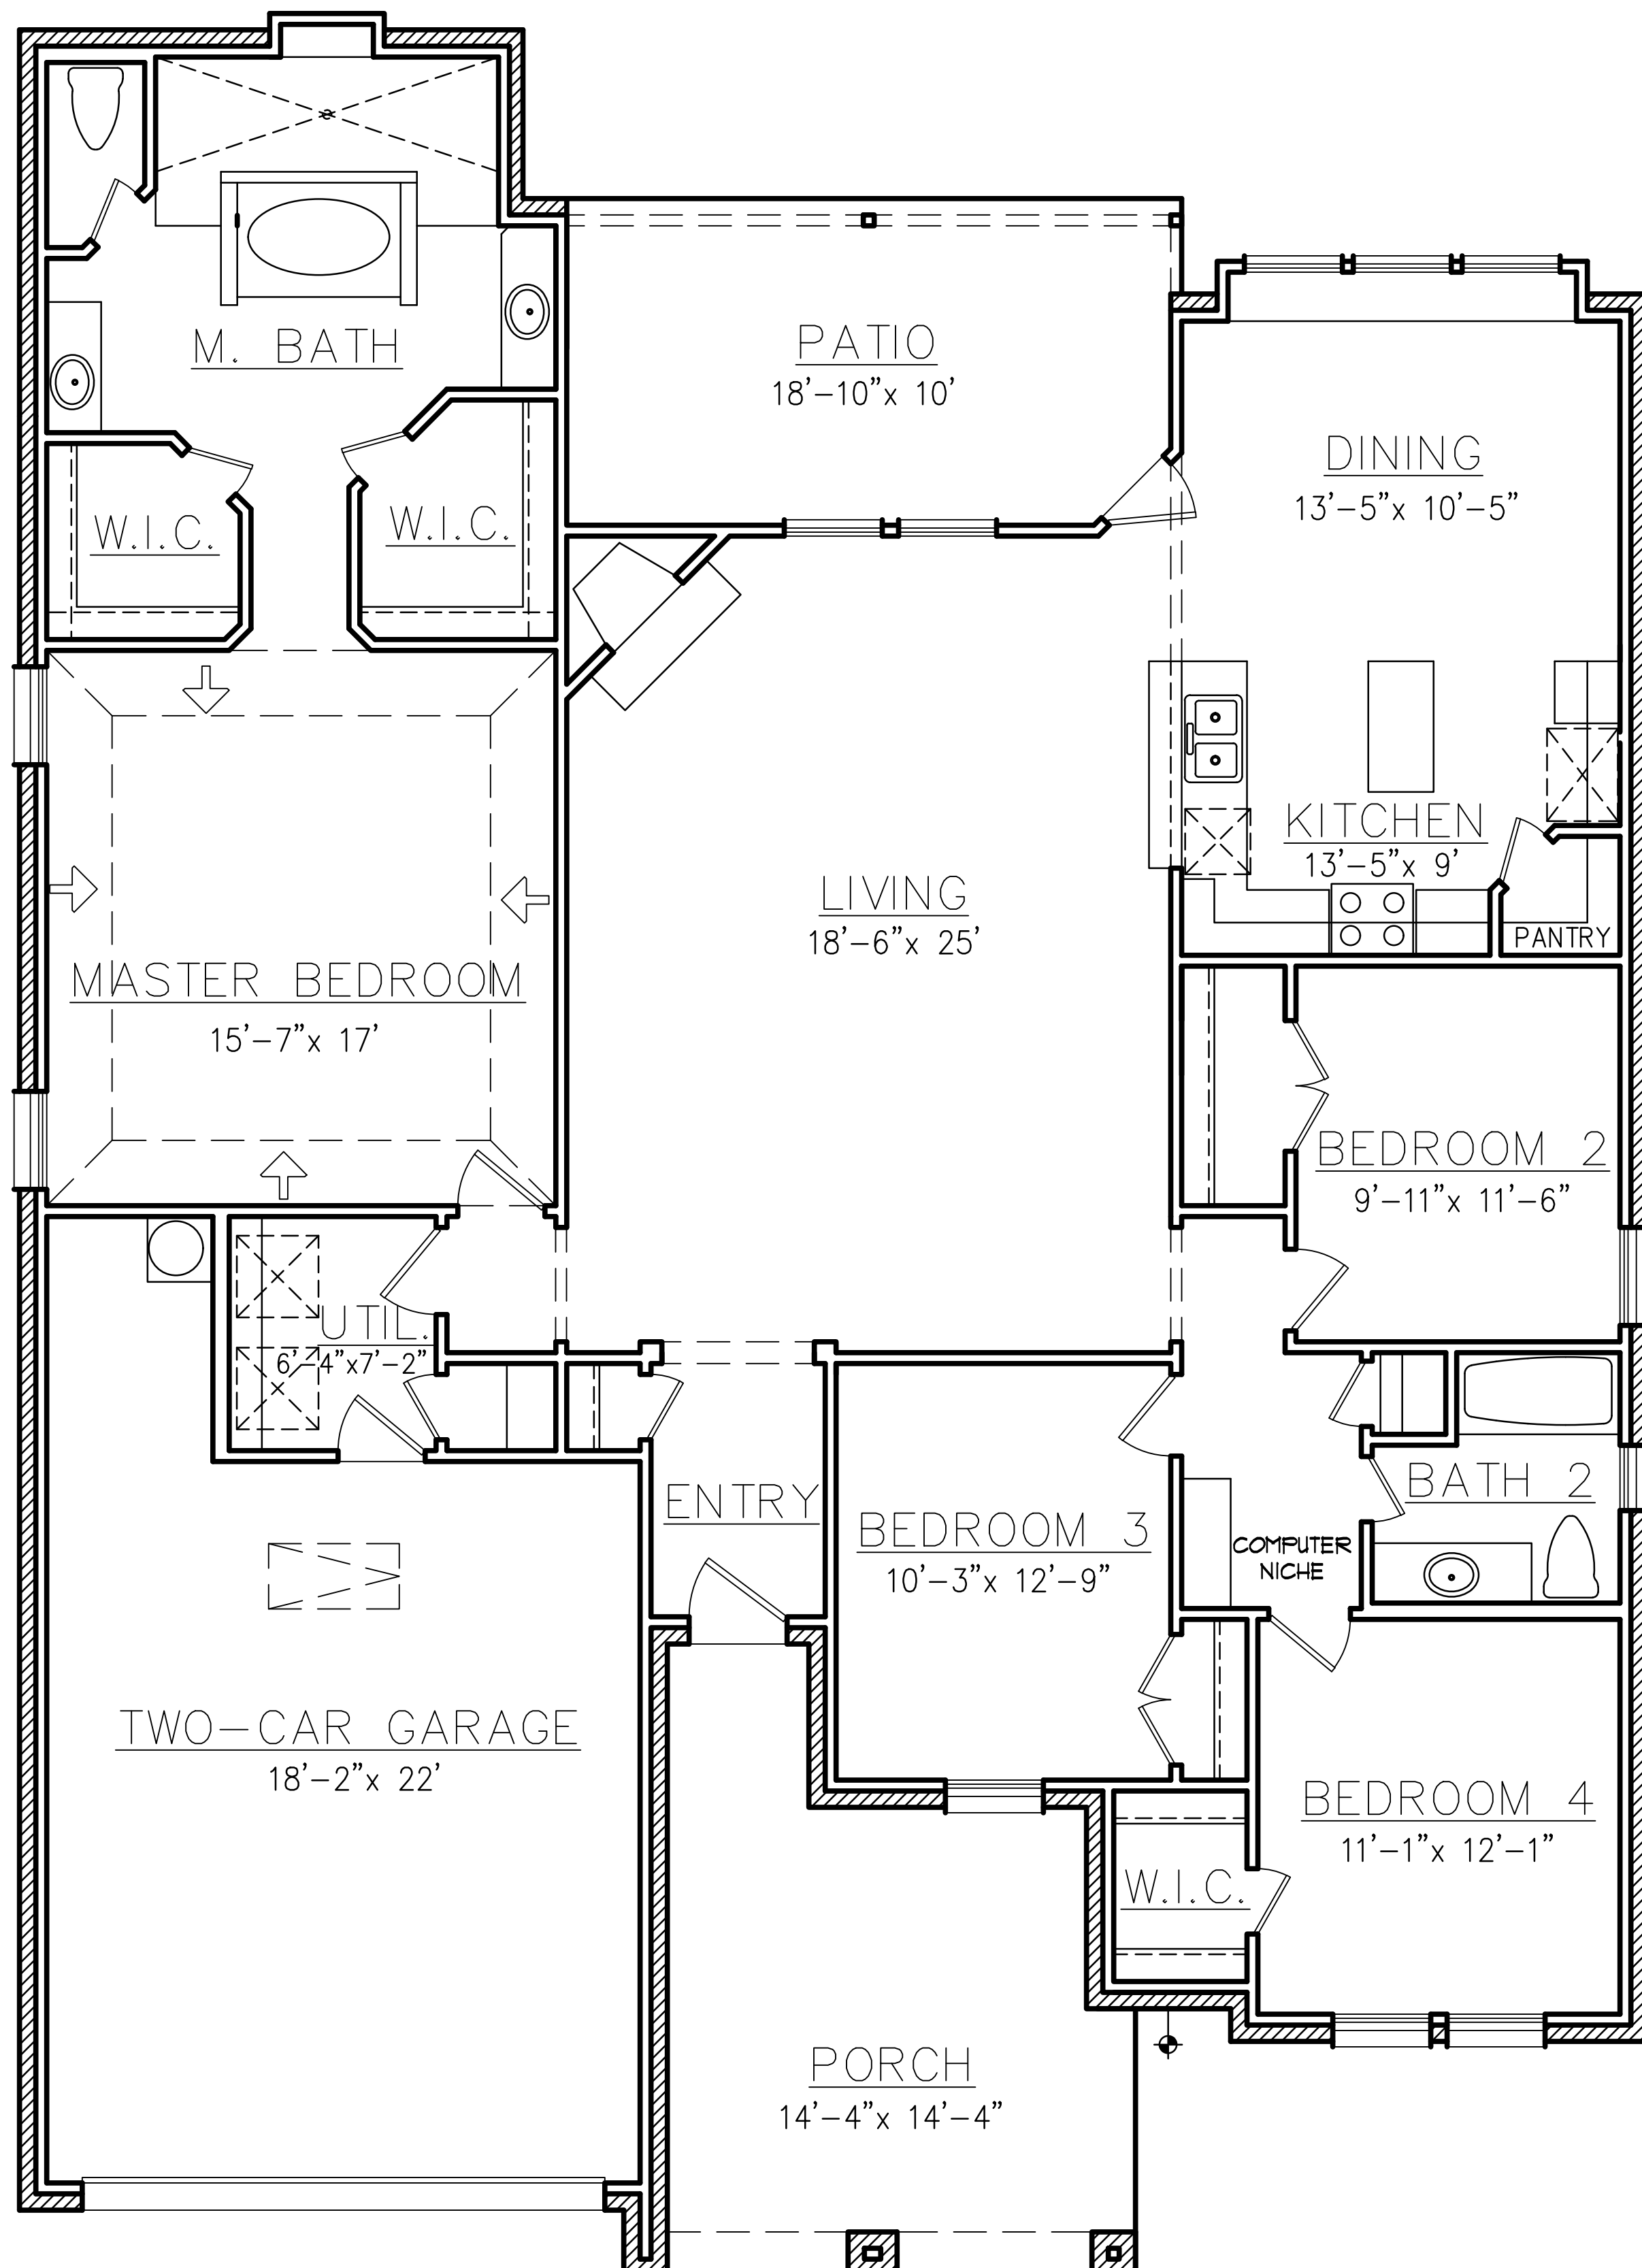 M. BATH
PATIO
18'-10"x 10'
DINING
13'-5"x 10'-5"
W.I.C.
W.I.C.
KITCHEN
13'-5"x 9'
LIVING
18'-6"x 25'
PANTRY
MASTER BEDROOM
15'-7"x 17'
BEDROOM 2
9'-11"x 11'-6"
UTIL.
6'-4"x7'-2"
ENTRY
BATH 2
BEDROOM 3
10'-3"x 12'-9"
COMPUTER
NICHE
TWO-CAR GARAGE
18'-2"x 22'
BEDROOM 4
11'-1"x 12'-1"
W.I.C.
PORCH
14'-4"x 14'-4"